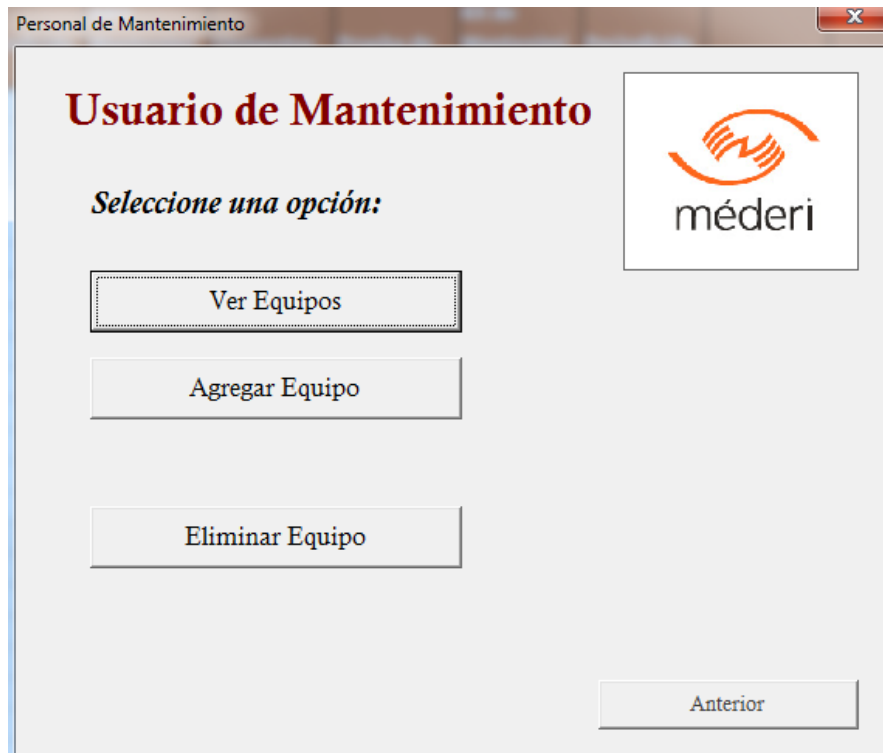 Personal de Mantenimiento
Usuario de Mantenimiento
méderi
Seleccione una opción:
Ver Equipos
Agregar Equipo
Eliminar Equipo
Anterior